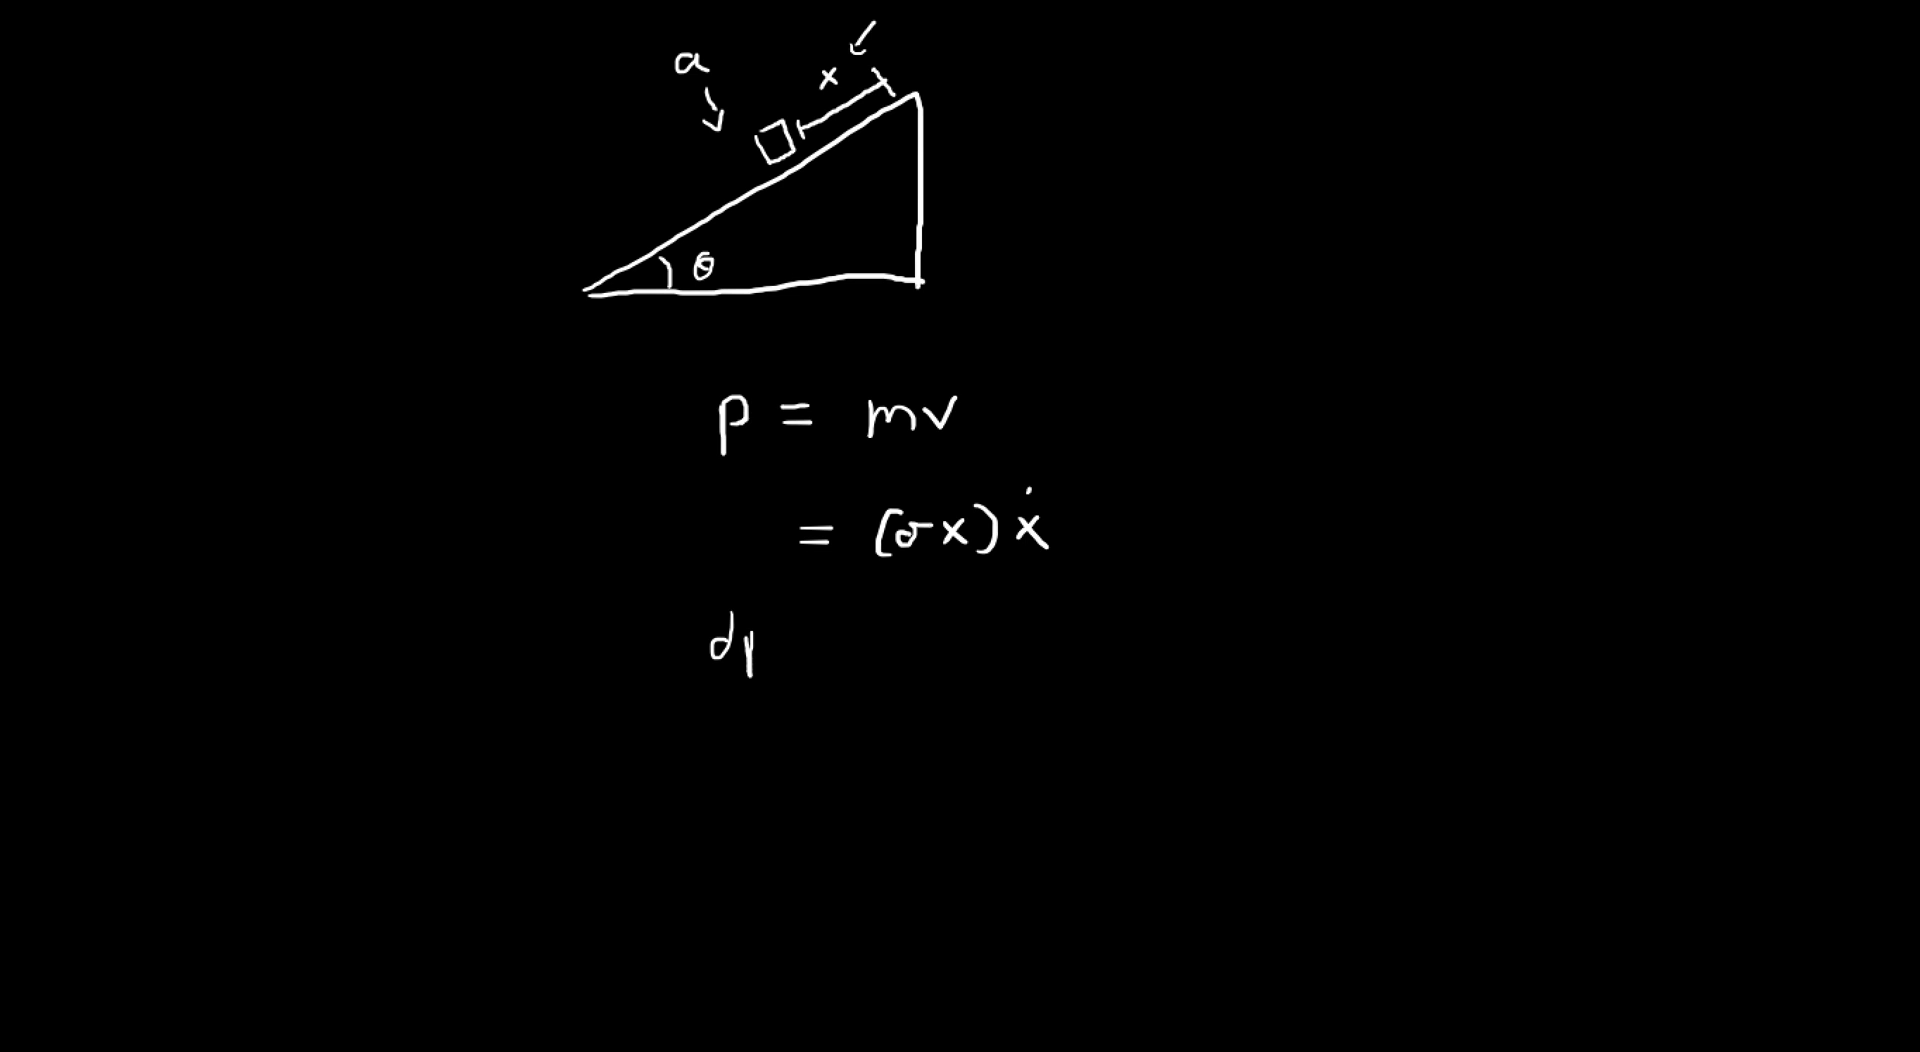 a
x
θ
p = mv
= (σx)ẋ
dp